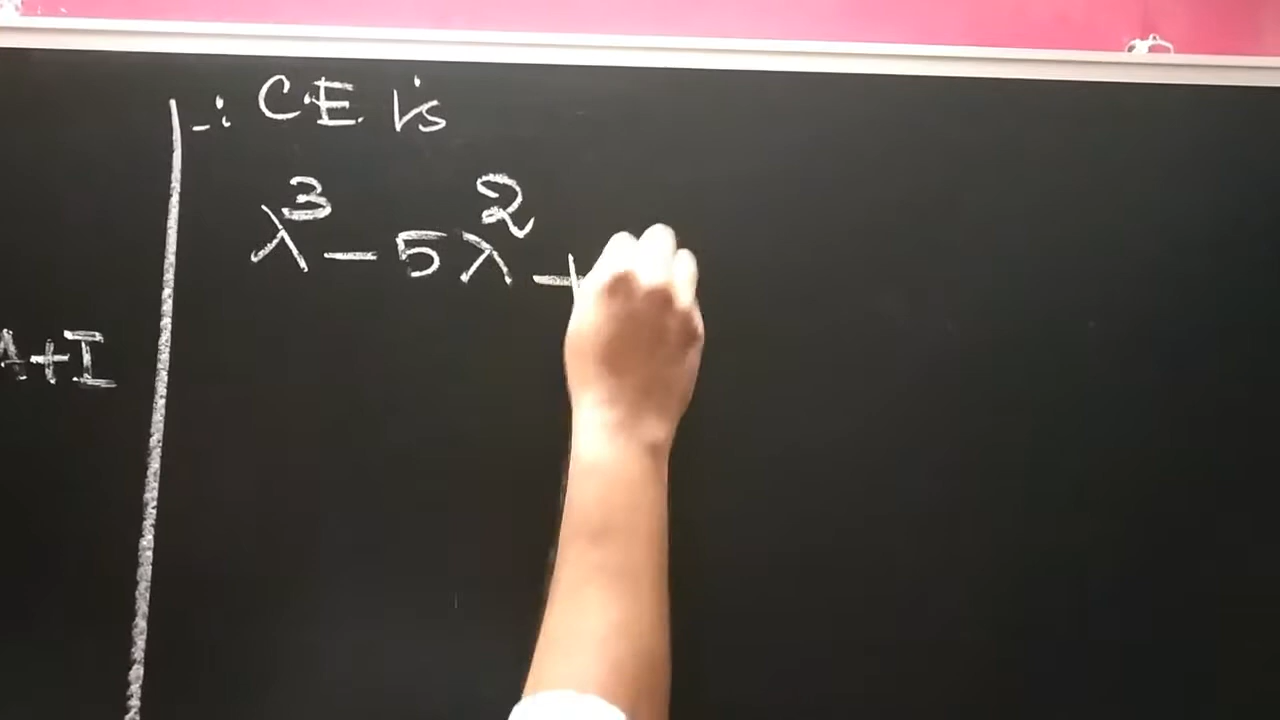 ∴ C.E. is
λ³ - 5λ² +
+I